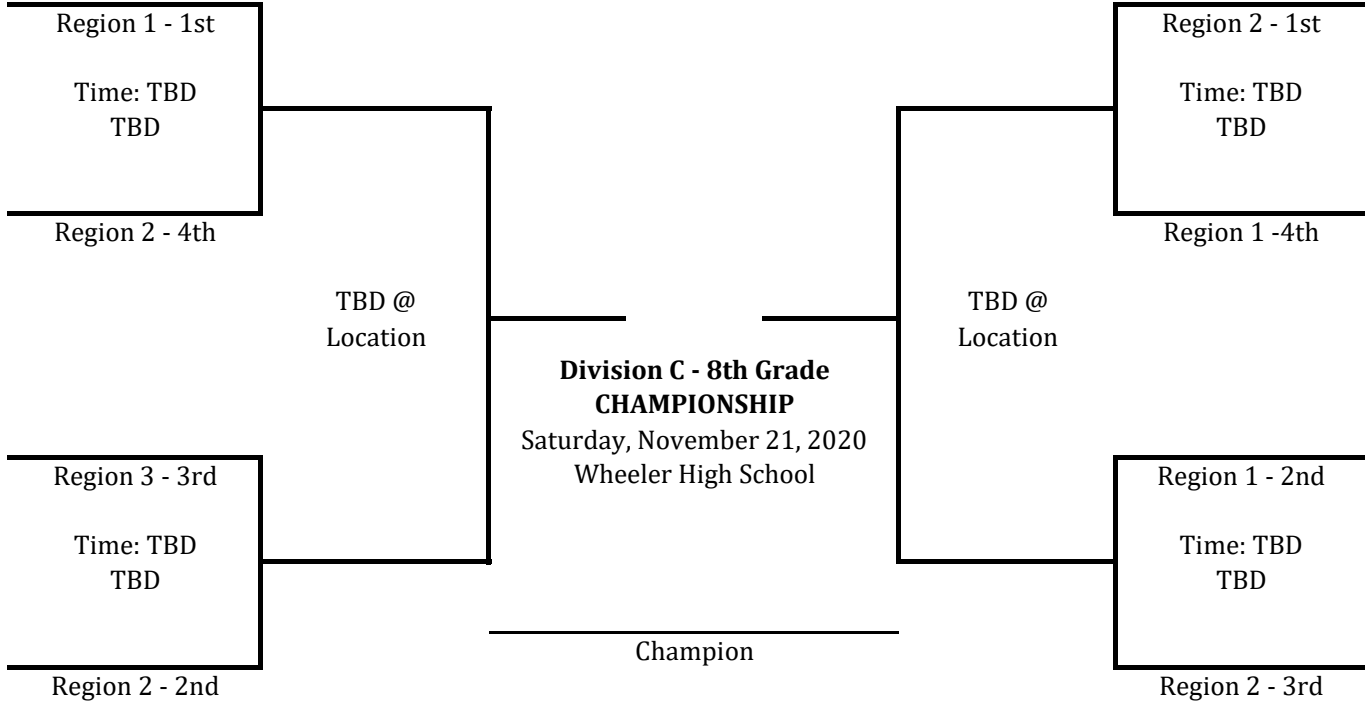 Region 1 - 1st
Time: TBD
TBD
Region 2 - 4th
TBD @
Location
Region 3 - 3rd
Time: TBD
TBD
Region 2 - 2nd
Division C - 8th Grade
CHAMPIONSHIP
Saturday, November 21, 2020
Wheeler High School
Champion
Region 2 - 1st
Time: TBD
TBD
Region 1 -4th
TBD @
Location
Region 1 - 2nd
Time: TBD
TBD
Region 2 - 3rd